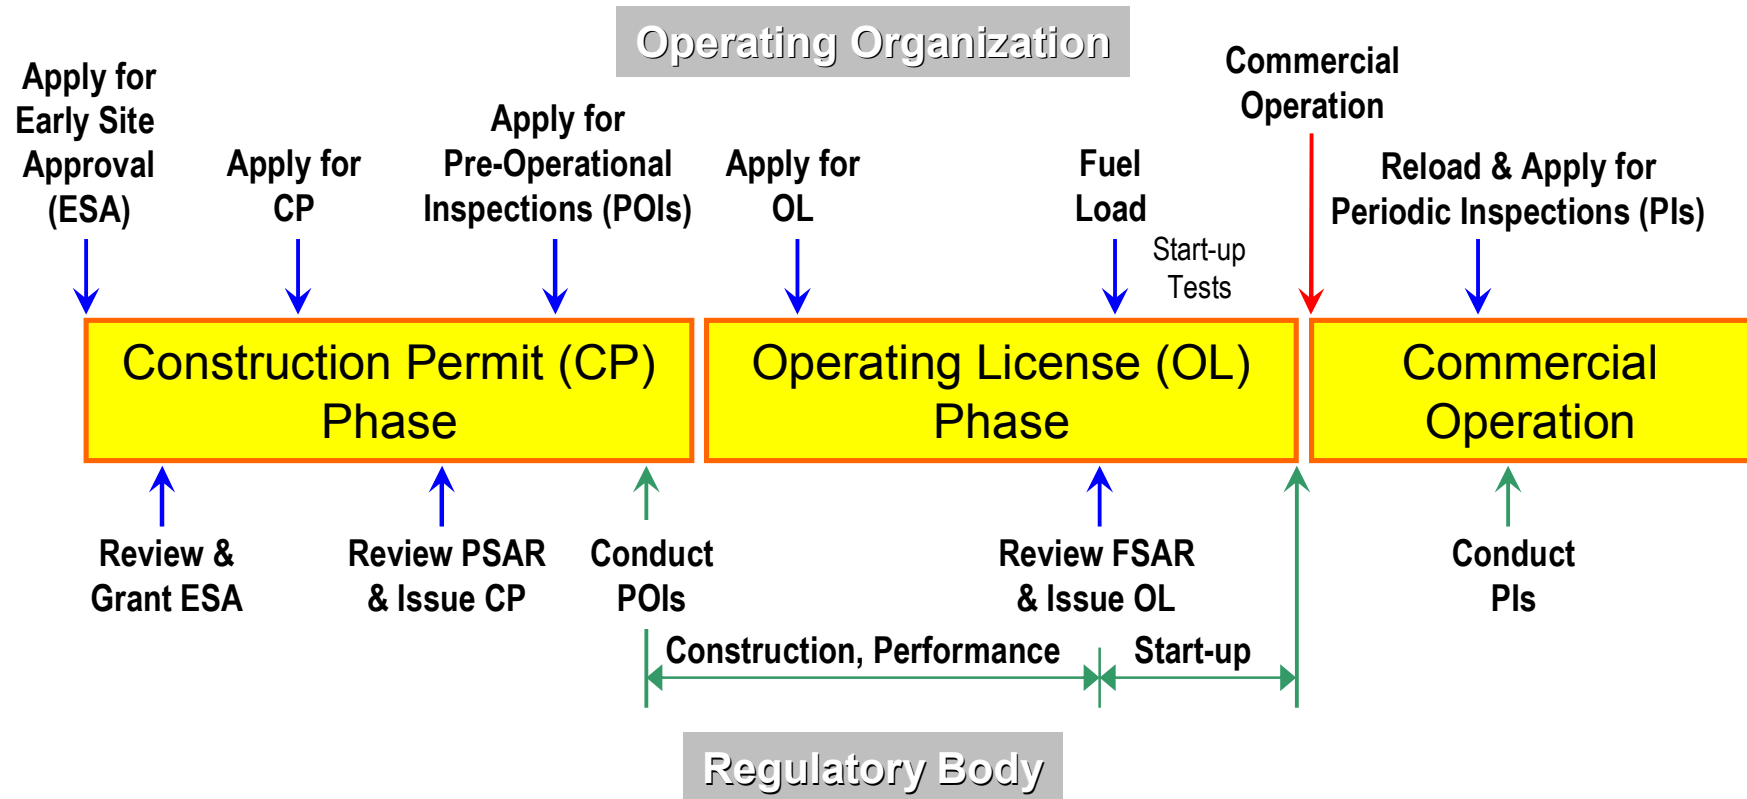 Operating Organization
Apply for
Early Site
Approval
(ESA)
Apply for
CP
Apply for
Pre-Operational
Inspections (POIs)
Apply for
OL
Fuel
Load
Start-up
Tests
Commercial
Operation
Reload & Apply for
Periodic Inspections (PIs)
Construction Permit (CP)
Phase
Operating License (OL)
Phase
Commercial
Operation
Review &
Grant ESA
Review PSAR
& Issue CP
Conduct
POIs
Review FSAR
& Issue OL
Conduct
PIs
Construction, Performance
Start-up
Regulatory Body